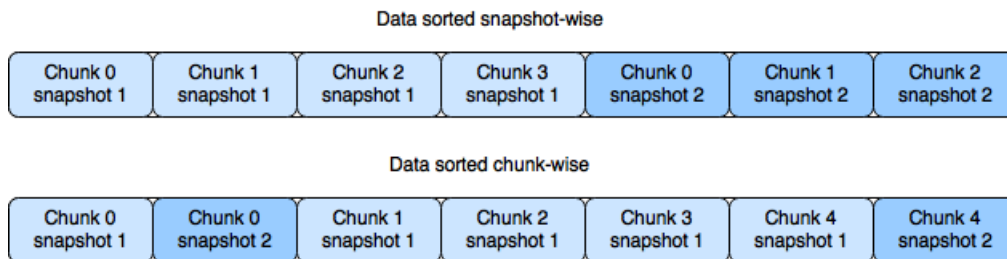 Data sorted snapshot-wise
Chunk 0 Chunk 1 Chunk 2 Chunk 3 Chunk 0 Chunk 1 Chunk 2
snapshot 1 snapshot 1 snapshot 1 snapshot 1 snapshot 2 snapshot 2 snapshot 2
Data sorted chunk-wise
Chunk 0 Chunk 0 Chunk 1 Chunk 2 Chunk 3 Chunk 4 Chunk 4
snapshot 1 snapshot 2 snapshot 1 snapshot 1 snapshot 1 snapshot 1 snapshot 2